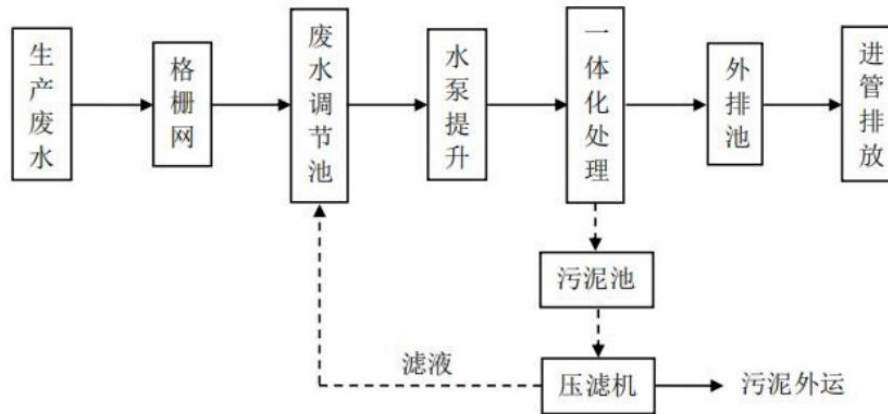 生产废水
格栅网
废水调节池
水泵提升
一体化处理
外排池
进管排放
污泥池
滤液
压滤机
污泥外运